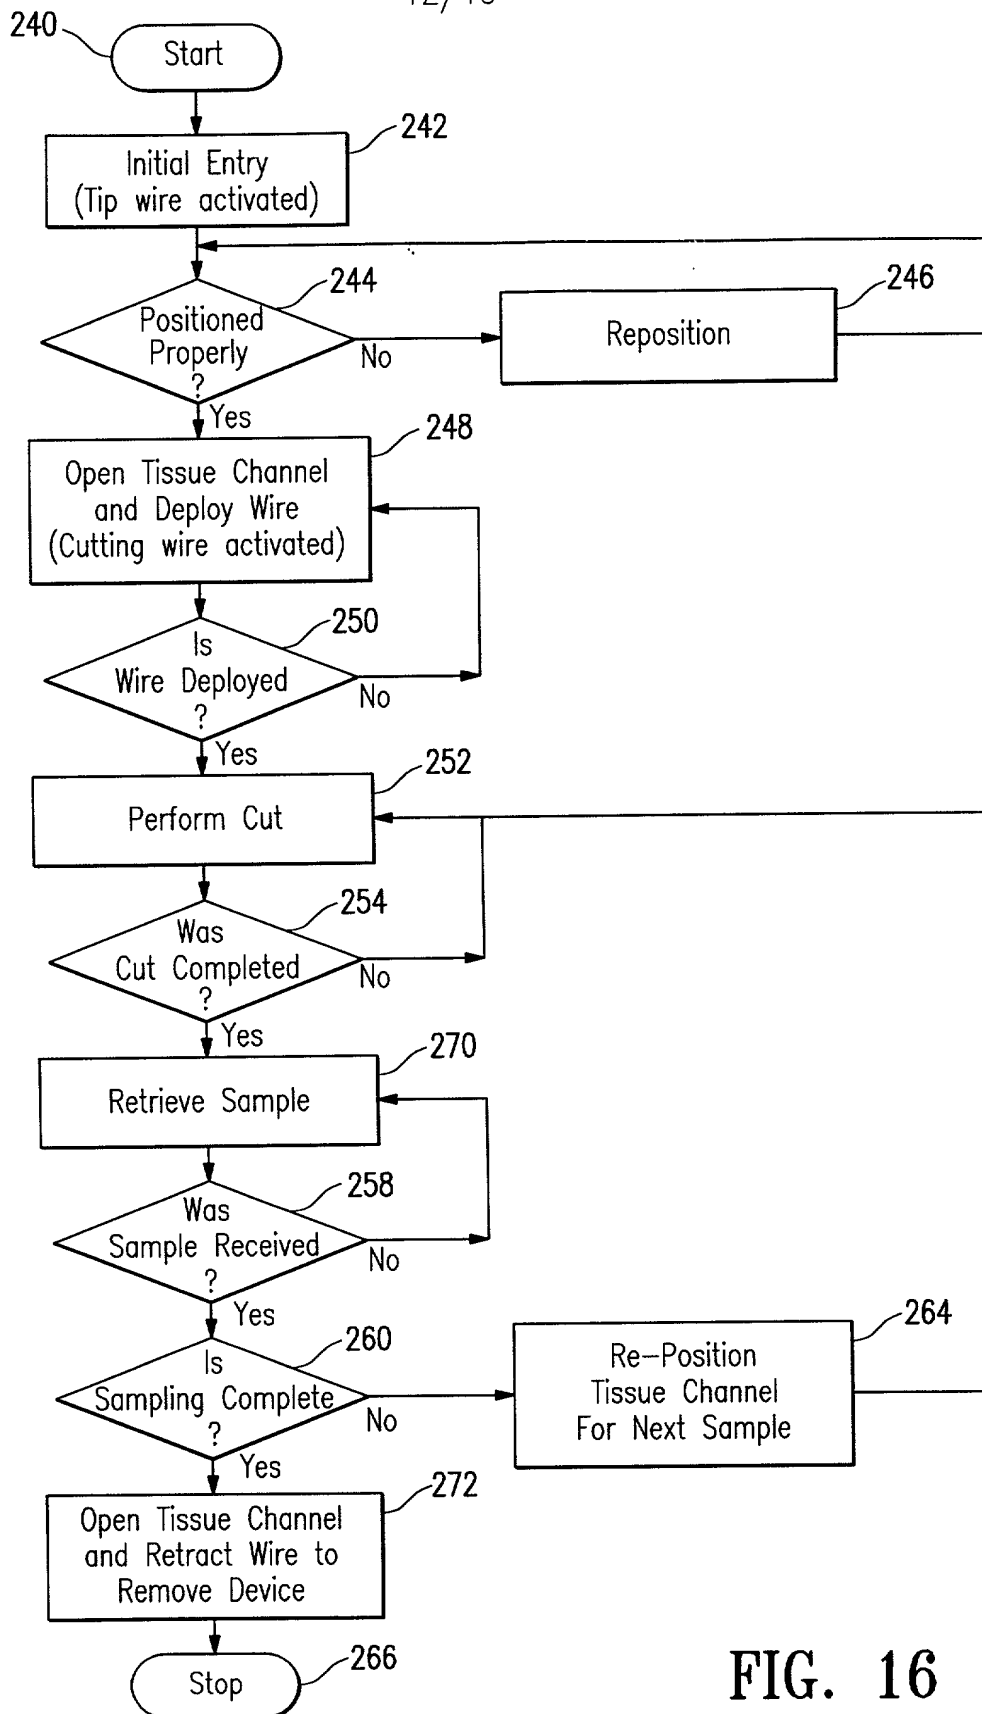 240
Start
242
Initial Entry
(Tip wire activated)
244
Positioned
Properly
?
No
246
Reposition
Yes
248
Open Tissue Channel
and Deploy Wire
(Cutting wire activated)
250
Is
Wire Deployed
?
No
Yes
252
Perform Cut
254
Was
Cut Completed
?
No
Yes
270
Retrieve Sample
258
Was
Sample Received
?
No
Yes
260
Is
Sampling Complete
?
No
264
Re-Position
Tissue Channel
For Next Sample
Yes
272
Open Tissue Channel
and Retract Wire to
Remove Device
266
Stop
FIG. 16